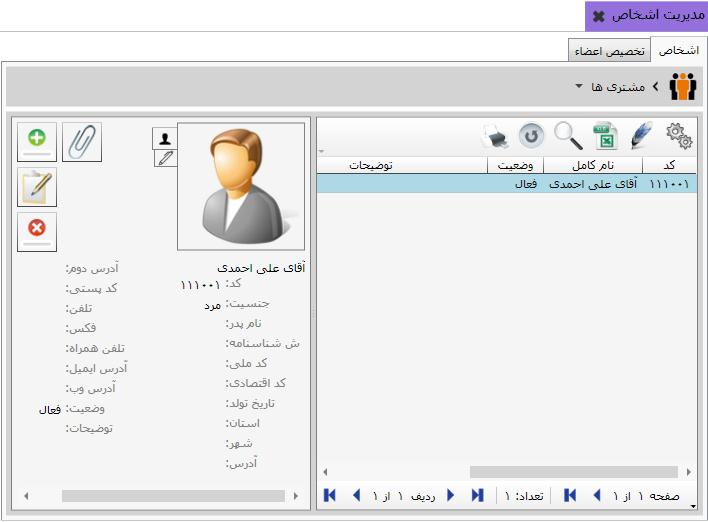 مدیریت اشخاص
اشخاص
تخصیص اعضاء
مشتری ها
کد
نام کامل
وضعیت
توضیحات
۱۱۱۰۰۱
آقای علی احمدی
فعال
صفحه ۱ از ۱
تعداد: ۱
ردیف ۱ از ۱
آقای علی احمدی
کد: ۱۱۱۰۰۱
جنسیت: مرد
نام پدر:
ش شناسنامه:
کد ملی:
کد اقتصادی:
تاریخ تولد:
استان:
شهر:
آدرس:
آدرس دوم:
کد پستی:
تلفن:
فکس:
تلفن همراه:
آدرس ایمیل:
آدرس وب:
وضعیت: فعال
توضیحات: